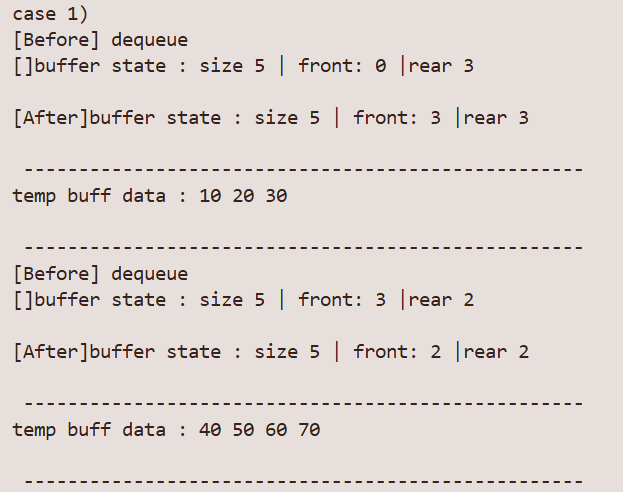 case 1)
[Before] dequeue
[]buffer state : size 5 | front: 0 |rear 3
[After]buffer state : size 5 | front: 3 |rear 3
---------------------------------------------------
temp buff data : 10 20 30
---------------------------------------------------
[Before] dequeue
[]buffer state : size 5 | front: 3 |rear 2
[After]buffer state : size 5 | front: 2 |rear 2
---------------------------------------------------
temp buff data : 40 50 60 70
---------------------------------------------------